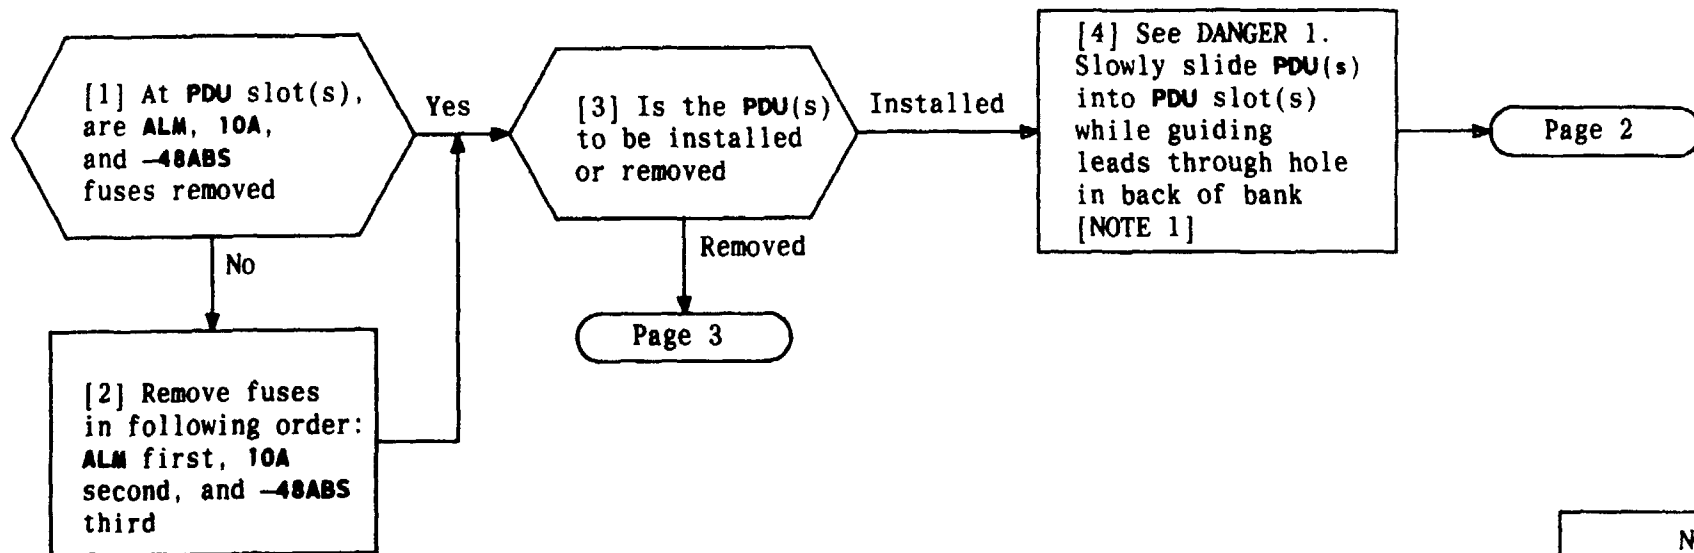 [1] At PDU slot(s),
are ALM, 10A,
and —48ABS
fuses removed
Yes
No
[2] Remove fuses
in following order:
ALM first, 10A
second, and —48ABS
third
[3] Is the PDU(s)
to be installed
or removed
Installed
Removed
Page 3
[4] See DANGER 1.
Slowly slide PDU(s)
into PDU slot(s)
while guiding
leads through hole
in back of bank
[NOTE 1]
Page 2